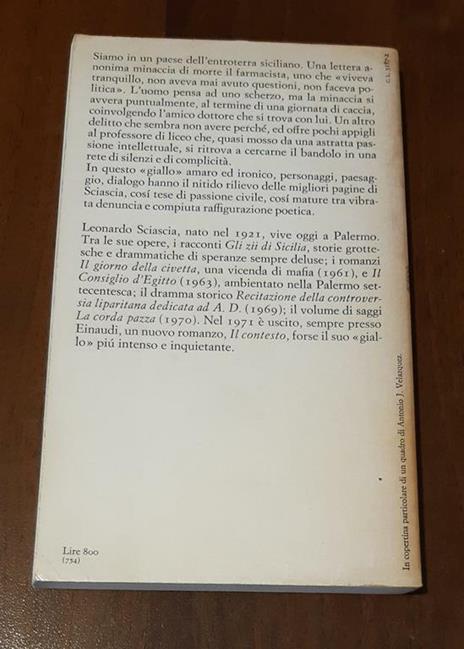 Siamo in un paese dell'entroterra siciliano. Una lettera a-
nonima minaccia di morte il farmacista, uno che «viveva
tranquillo, non aveva mai avuto questioni, non faceva po-
litica». L'uomo pensa ad uno scherzo, ma la minaccia si
avvera puntualmente, al termine di una giornata di caccia,
coinvolgendo l'amico dottore che si trova con lui. Un altro
delitto che sembra non avere perché, ed offre pochi appigli
al professore di liceo che, quasi mosso da una astratta pas-
sione intellettuale, si ritrova a cercarne il bandolo in una
rete di silenzi e di complicità.
In questo «giallo» amaro ed ironico, personaggi, paesag-
gio, dialogo hanno il nitido rilievo delle migliori pagine di
Sciascia, cosí tese di passione civile, cosí mature tra vibra-
ta denuncia e compiuta raffigurazione poetica.
Leonardo Sciascia, nato nel 1921, vive oggi a Palermo.
Tra le sue opere, i racconti Gli zii di Sicilia, storie grotte-
sche e drammatiche di speranze sempre deluse; i romanzi
Il giorno della civetta, una vicenda di mafia (1961), e Il
Consiglio d'Egitto (1963), ambientato nella Palermo set-
tecentesca; il dramma storico Recitazione della controver-
sia liparitana dedicata ad A. D. (1969); il volume di saggi
La corda pazza (1970). Nel 1971 è uscito, sempre presso
Einaudi, un nuovo romanzo, Il contesto, forse il suo «gial-
lo» piú intenso e inquietante.
Lire 800
(754)
In copertina particolare di un quadro di Antonio J. Velazquez.